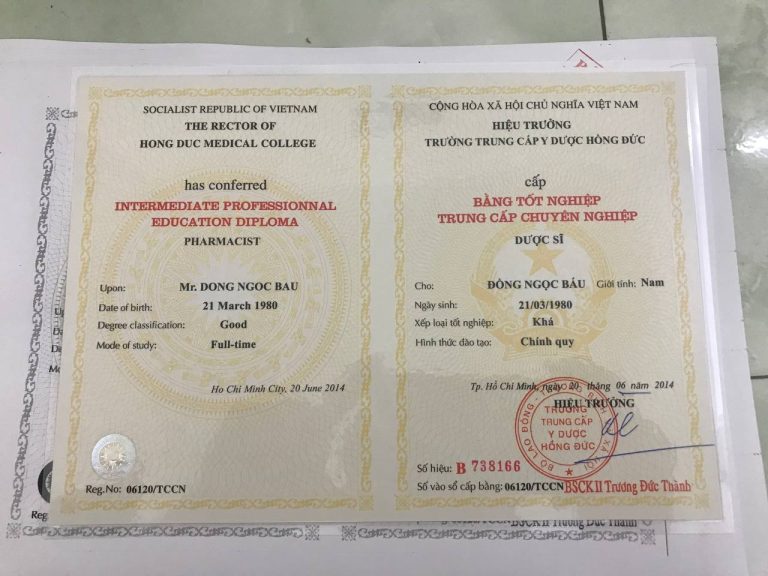 SOCIALIST REPUBLIC OF VIETNAM
THE RECTOR OF
HONG DUC MEDICAL COLLEGE
has conferred
INTERMEDIATE PROFESSIONNAL
EDUCATION DIPLOMA
PHARMACIST
Upon: Mr. DONG NGOC BAU
Date of birth: 21 March 1980
Degree classification: Good
Mode of study: Full-time
Ho Chi Minh City, 20 June 2014
Reg.No: 06120/TCCN
CỘNG HÒA XÃ HỘI CHỦ NGHĨA VIỆT NAM
HIỆU TRƯỞNG
TRƯỜNG TRUNG CẤP Y DƯỢC HỒNG ĐỨC
cấp
BẰNG TỐT NGHIỆP
TRUNG CẤP CHUYÊN NGHIỆP
DƯỢC SĨ
Cho: ĐỒNG NGỌC BÁU Giới tính: Nam
Ngày sinh: 21/03/1980
Xếp loại tốt nghiệp: Khá
Hình thức đào tạo: Chính quy
Tp. Hồ Chí Minh, ngày 20 tháng 06 năm 2014
HIỆU TRƯỞNG
TRƯỜNG
TRUNG CẤP
Y DƯỢC
HỒNG ĐỨC
Số hiệu: B 738166
Số vào sổ cấp bằng: 06120/TCCN BSCKII Trương Đức Thành
Reg
BSCKII Trương Đức Thành